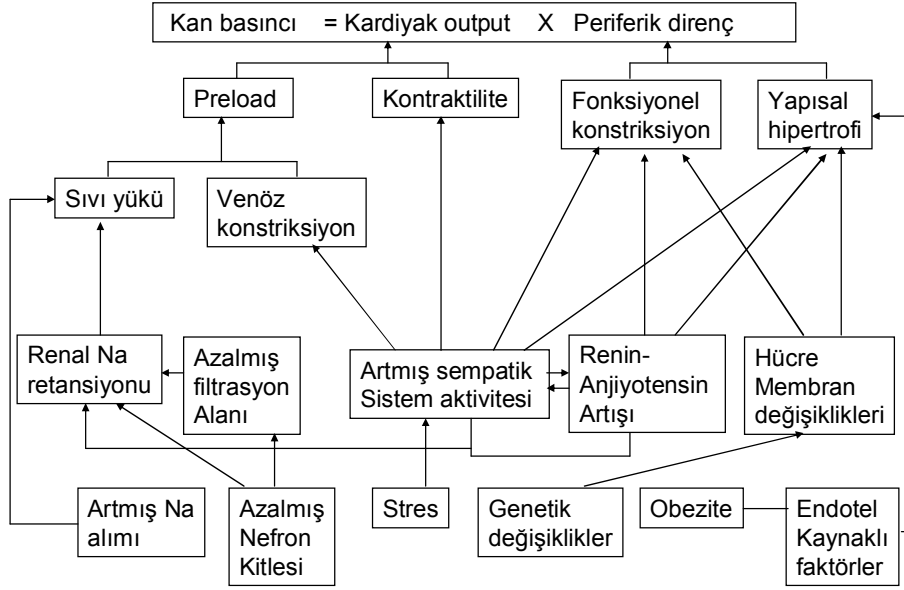 Kan basıncı = Kardiyak output X Periferik direnç
Preload
Kontraktilite
Fonksiyonel
konstriksiyon
Yapısal
hipertrofi
Sıvı yükü
Venöz
konstriksiyon
Renal Na
retansiyonu
Azalmış
filtrasyon
Alanı
Artmış sempatik
Sistem aktivitesi
Renin-
Anjiyotensin
Artışı
Hücre
Membran
değişiklikleri
Artmış Na
alımı
Azalmış
Nefron
Kitlesi
Stres
Genetik
değişiklikler
Obezite
Endotel
Kaynaklı
faktörler